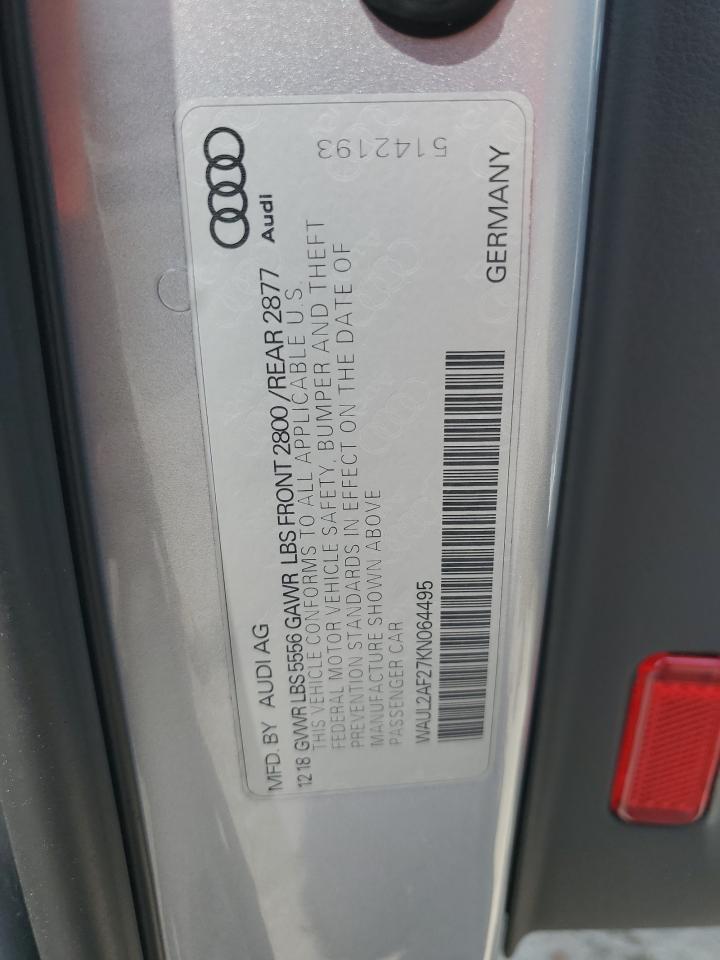 MFD. BY AUDI AG
Audi
12 18 GVWR LBS 5556 GAWR LBS FRONT 2800 / REAR 2877
THIS VEHICLE CONFORMS TO ALL APPLICABLE U.S.
FEDERAL MOTOR VEHICLE SAFETY, BUMPER AND THEFT
PREVENTION STANDARDS IN EFFECT ON THE DATE OF
MANUFACTURE SHOWN ABOVE
PASSENGER CAR
5142193
WAUL2AF27KN064495
GERMANY